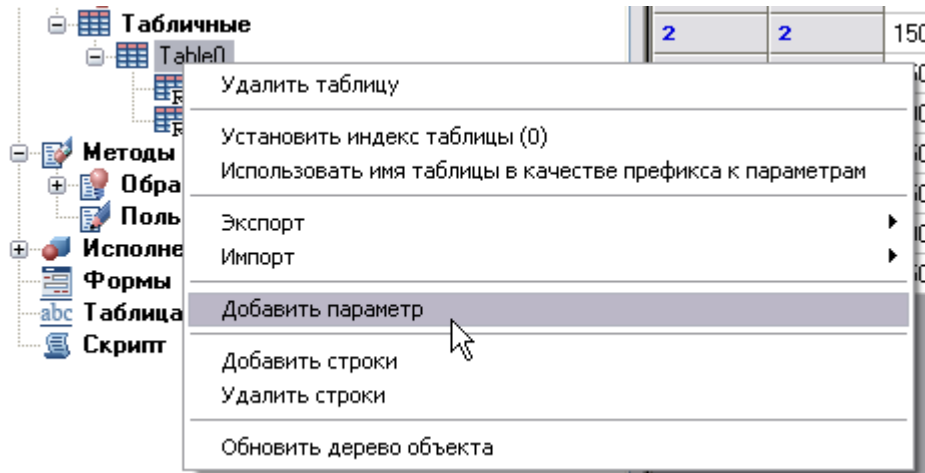 Табличные
Table0
2 2 150
Удалить таблицу
Установить индекс таблицы (0)
Использовать имя таблицы в качестве префикса к параметрам
Экспорт
Импорт
Добавить параметр
Добавить строки
Удалить строки
Обновить дерево объекта
Методы
Обра
Поль
Исполне
Формы
abc Таблица
Скрипт